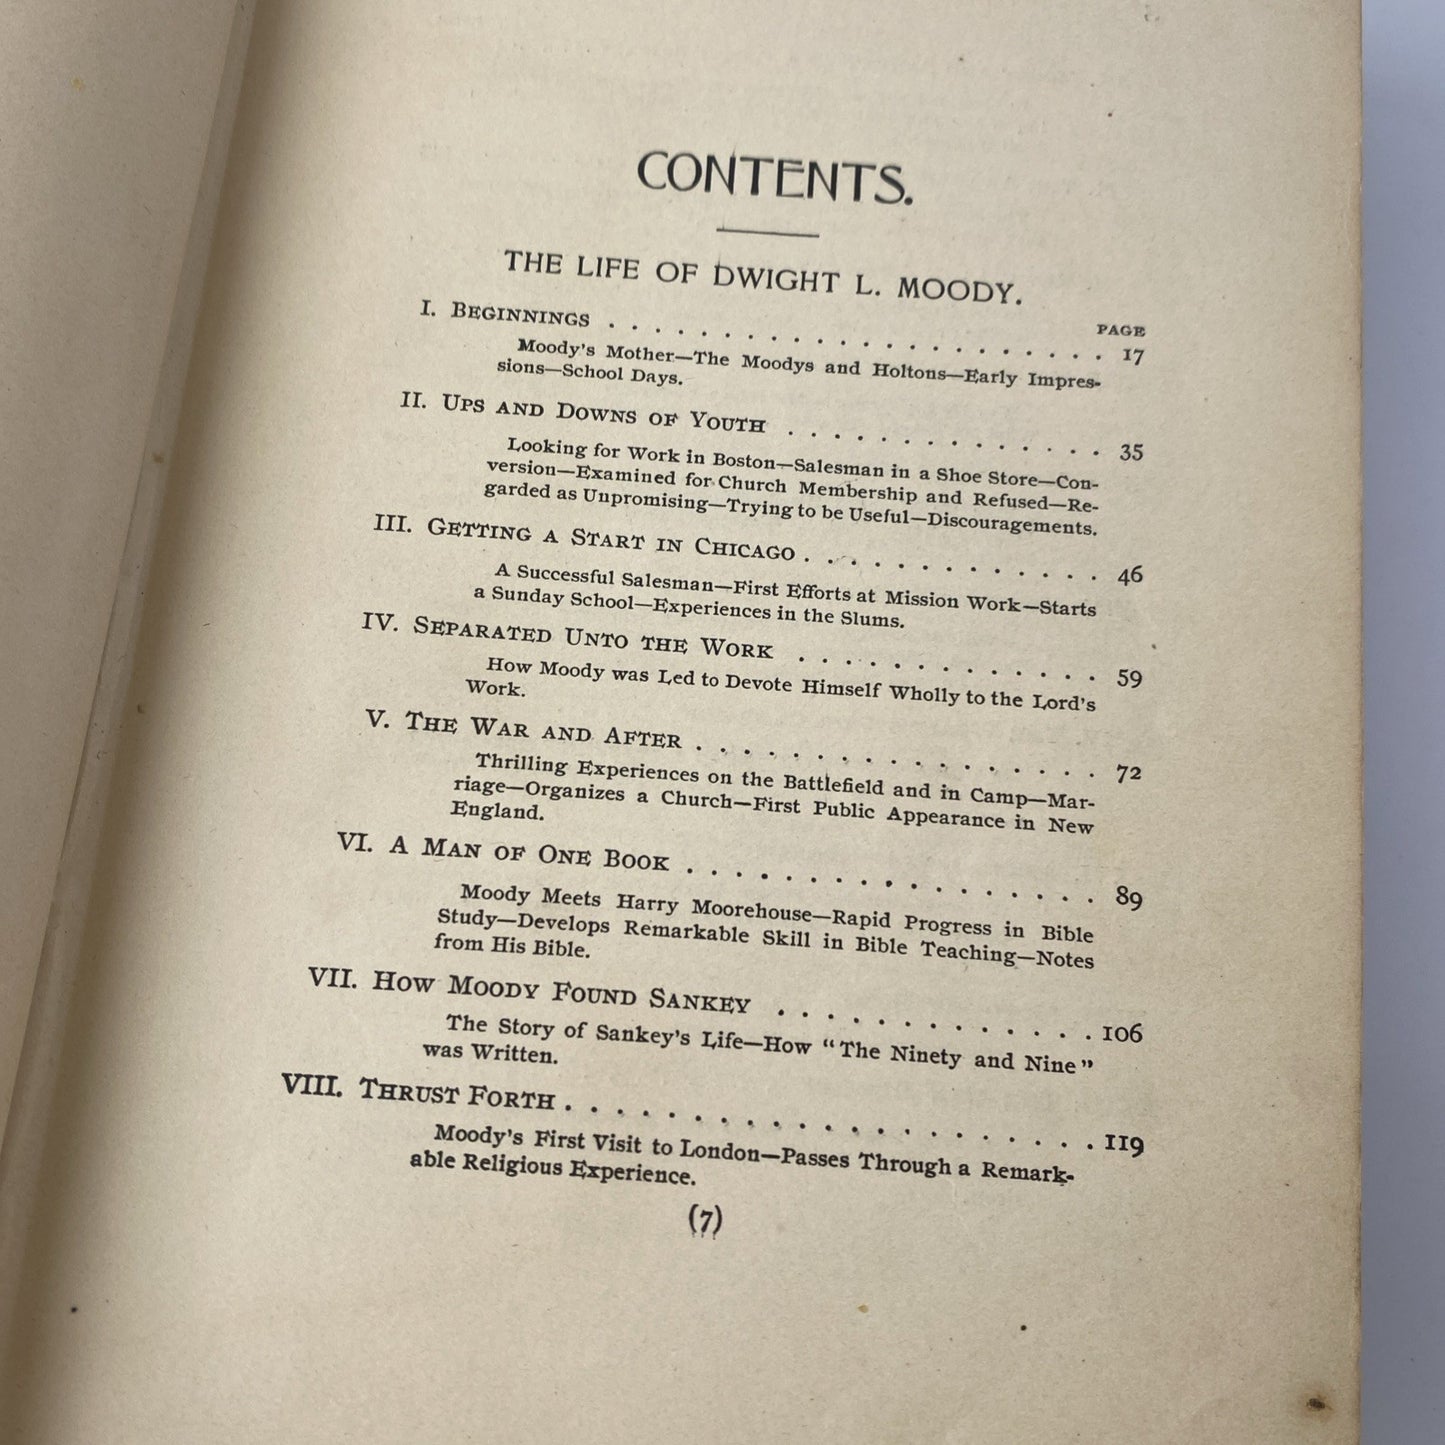 CONTENTS.
THE LIFE OF DWIGHT L. MOODY.
PAGE
I. BEGINNINGS . . . . . . . . . . . . . . . . . . . . . 17
Moody's Mother—The Moodys and Holtons—Early Impres-
sions—School Days.
II. UPS AND DOWNS OF YOUTH . . . . . . . . . . . . . . 35
Looking for Work in Boston—Salesman in a Shoe Store—Con-
version—Examined for Church Membership and Refused—Re-
garded as Unpromising—Trying to be Useful—Discouragements.
III. GETTING A START IN CHICAGO . . . . . . . . . . . . . 46
A Successful Salesman—First Efforts at Mission Work—Starts
a Sunday School—Experiences in the Slums.
IV. SEPARATED UNTO THE WORK . . . . . . . . . . . . . 59
How Moody was Led to Devote Himself Wholly to the Lord's
Work.
V. THE WAR AND AFTER . . . . . . . . . . . . . . . . . 72
Thrilling Experiences on the Battlefield and in Camp—Mar-
riage—Organizes a Church—First Public Appearance in New
England.
VI. A MAN OF ONE BOOK . . . . . . . . . . . . . . . . . 89
Moody Meets Harry Moorehouse—Rapid Progress in Bible
Study—Develops Remarkable Skill in Bible Teaching—Notes
from His Bible.
VII. HOW MOODY FOUND SANKEY . . . . . . . . . . . . . 106
The Story of Sankey's Life—How "The Ninety and Nine"
was Written.
VIII. THRUST FORTH . . . . . . . . . . . . . . . . . . . . . 119
Moody's First Visit to London—Passes Through a Remark-
able Religious Experience.
(7)